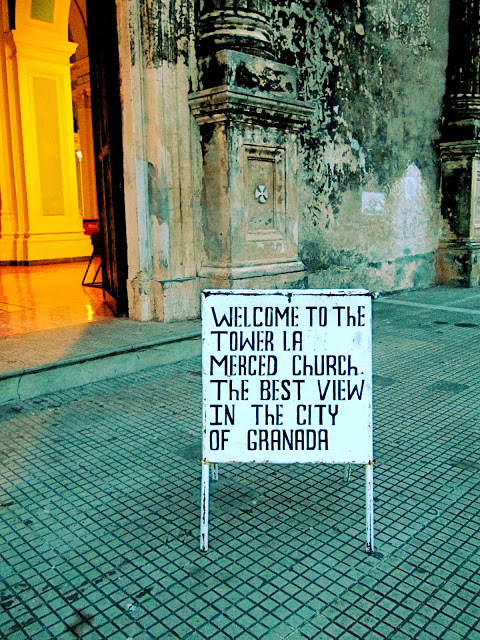 WELCOME TO THE
TOWER LA
MERCED CHURCH.
THE BEST VIEW
IN THE CITY
OF GRANADA